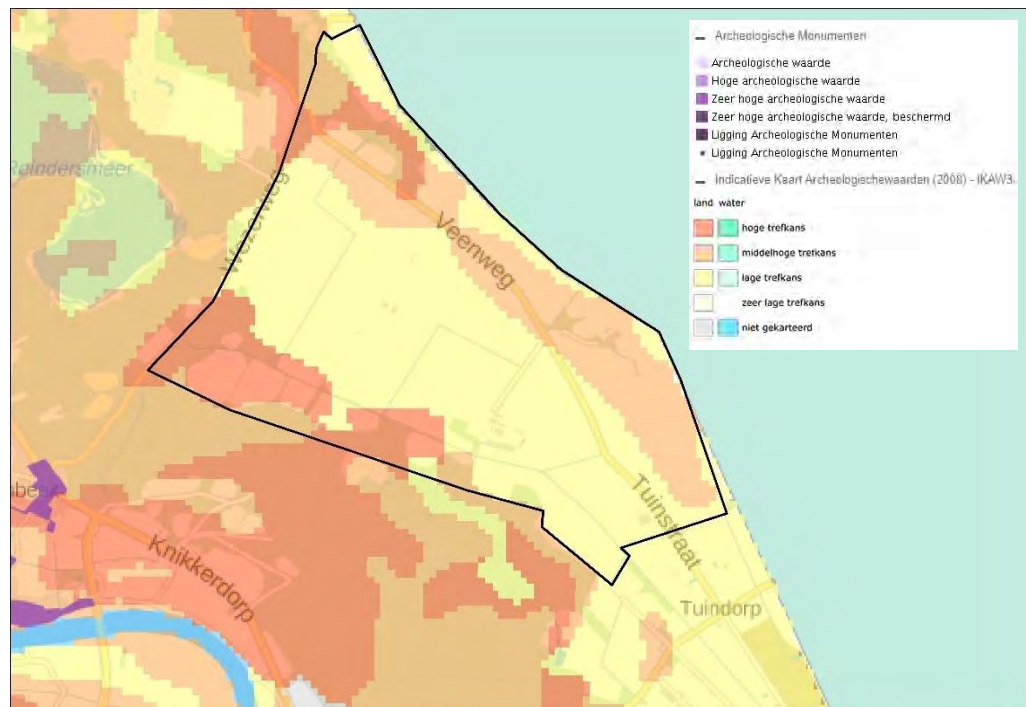 Archeologische Monumenten
Archeologische waarde
Hoge archeologische waarde
Zeer hoge archeologische waarde
Zeer hoge archeologische waarde, beschermd
Ligging Archeologische Monumenten
Ligging Archeologische Monumenten
Indicatieve Kaart Archeologischewaarden (2008) - IKAW3
land water
hoge trefkans
middelhoge trefkans
lage trefkans
zeer lage trefkans
niet gekarteerd
Reindersmeer
Wezerweg
Veenweg
Tuinstraat
Knikkerdorp
Tuindorp